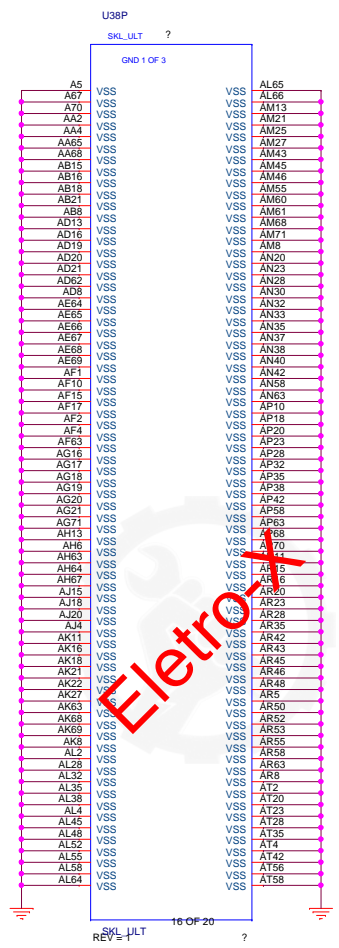 U38P
SKL_ULT ?
GND 1 OF 3
A5 VSS VSS AL65
A67 VSS VSS AL66
A70 VSS VSS AM13
AA2 VSS VSS AM21
AA4 VSS VSS AM25
AA65 VSS VSS AM27
AA68 VSS VSS AM43
AB15 VSS VSS AM45
AB16 VSS VSS AM46
AB18 VSS VSS AM55
AB21 VSS VSS AM60
AB8 VSS VSS AM61
AD13 VSS VSS AM68
AD16 VSS VSS AM71
AD19 VSS VSS AM8
AD20 VSS VSS AN20
AD21 VSS VSS AN23
AD62 VSS VSS AN28
AD8 VSS VSS AN30
AE64 VSS VSS AN32
AE65 VSS VSS AN33
AE66 VSS VSS AN35
AE67 VSS VSS AN37
AE68 VSS VSS AN38
AE69 VSS VSS AN40
AF1 VSS VSS AN42
AF10 VSS VSS AN58
AF15 VSS VSS AN63
AF17 VSS VSS AP10
AF2 VSS VSS AP18
AF4 VSS VSS AP20
AF63 VSS VSS AP23
AG16 VSS VSS AP28
AG17 VSS VSS AP32
AG18 VSS VSS AP35
AG19 VSS VSS AP38
AG20 VSS VSS AP42
AG21 VSS VSS AP58
AG71 VSS VSS AP63
AH13 VSS VSS AP68
AH6 VSS VSS AP70
AH63 VSS VSS
AH64 VSS VSS AR15
AH67 VSS VSS AR16
AJ15 VSS VSS AR20
AJ18 VSS VSS AR23
AJ20 VSS VSS AR28
AJ4 VSS VSS AR35
AK11 VSS VSS AR42
AK16 VSS VSS AR43
AK18 VSS VSS AR45
AK21 VSS VSS AR46
AK22 VSS VSS AR48
AK27 VSS VSS AR5
AK63 VSS VSS AR50
AK68 VSS VSS AR52
AK69 VSS VSS AR53
AK8 VSS VSS AR55
AL2 VSS VSS AR58
AL28 VSS VSS AR63
AL32 VSS VSS AR8
AL35 VSS VSS AT2
AL38 VSS VSS AT20
AL4 VSS VSS AT23
AL45 VSS VSS AT28
AL48 VSS VSS AT35
AL52 VSS VSS AT4
AL55 VSS VSS AT42
AL58 VSS VSS AT56
AL64 VSS VSS AT58
Eletro-X
16 OF 20
SKL_ULT
REV = 1 ?